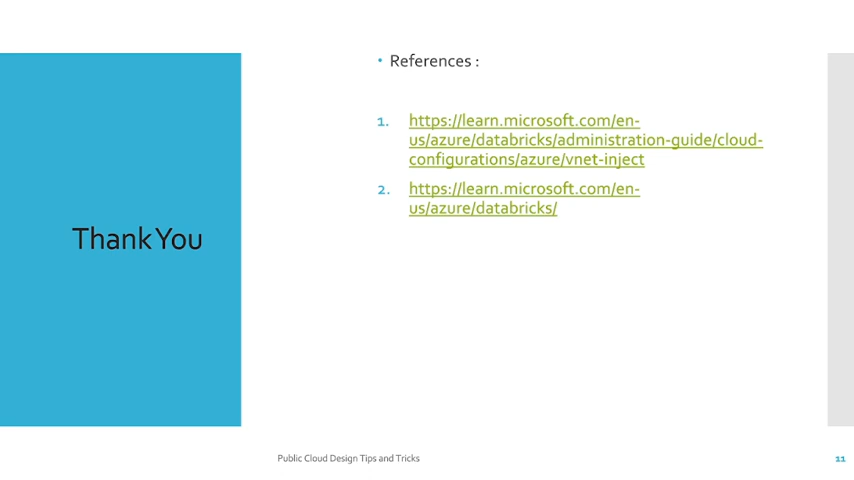 Thank You
• References :
1. https://learn.microsoft.com/en-
us/azure/databricks/administration-guide/cloud-
configurations/azure/vnet-inject
2. https://learn.microsoft.com/en-
us/azure/databricks/
Public Cloud Design Tips and Tricks
11